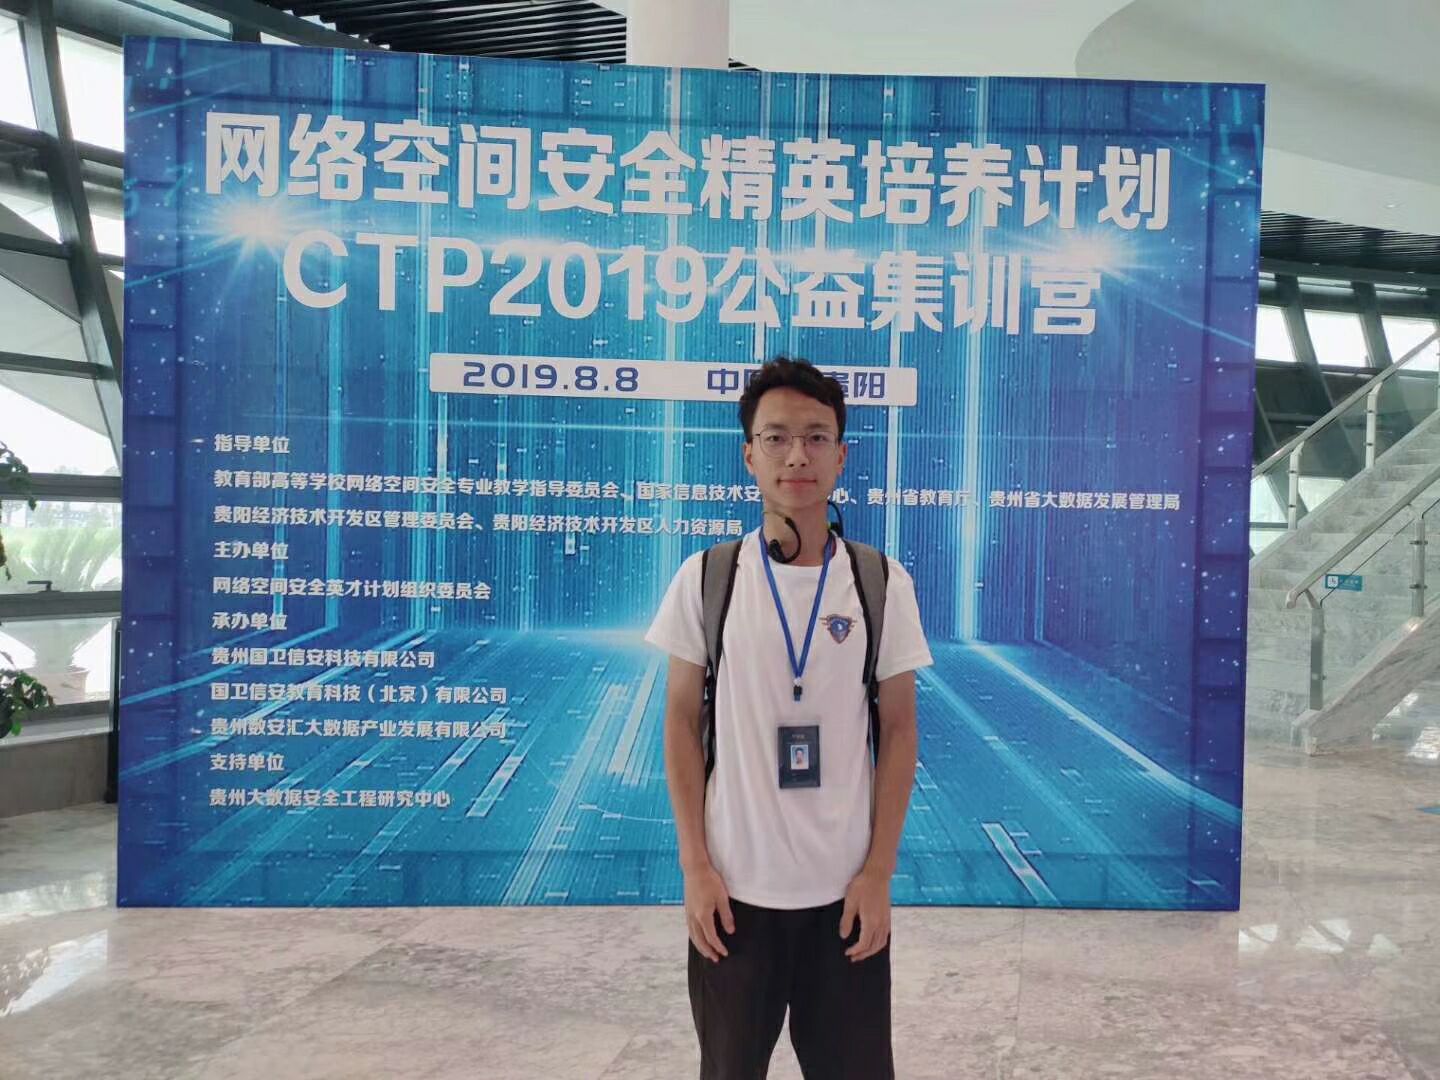 网络空间安全精英培养计划
CTP2019公益集训营
2019.8.8 中 贵阳
指导单位
教育部高等学校网络空间安全专业教学指导委员会、国家信息技术安 心、贵州省教育厅、贵州省大数据发展管理局
贵阳经济技术开发区管理委员会、贵阳经济技术开发区人力资源局
主办单位
网络空间安全英才计划组织委员会
承办单位
贵州国卫信安科技有限公司
国卫信安教育科技（北京）有限公司
贵州数安汇大数据产业发展有限公司
支持单位
贵州大数据安全工程研究中心